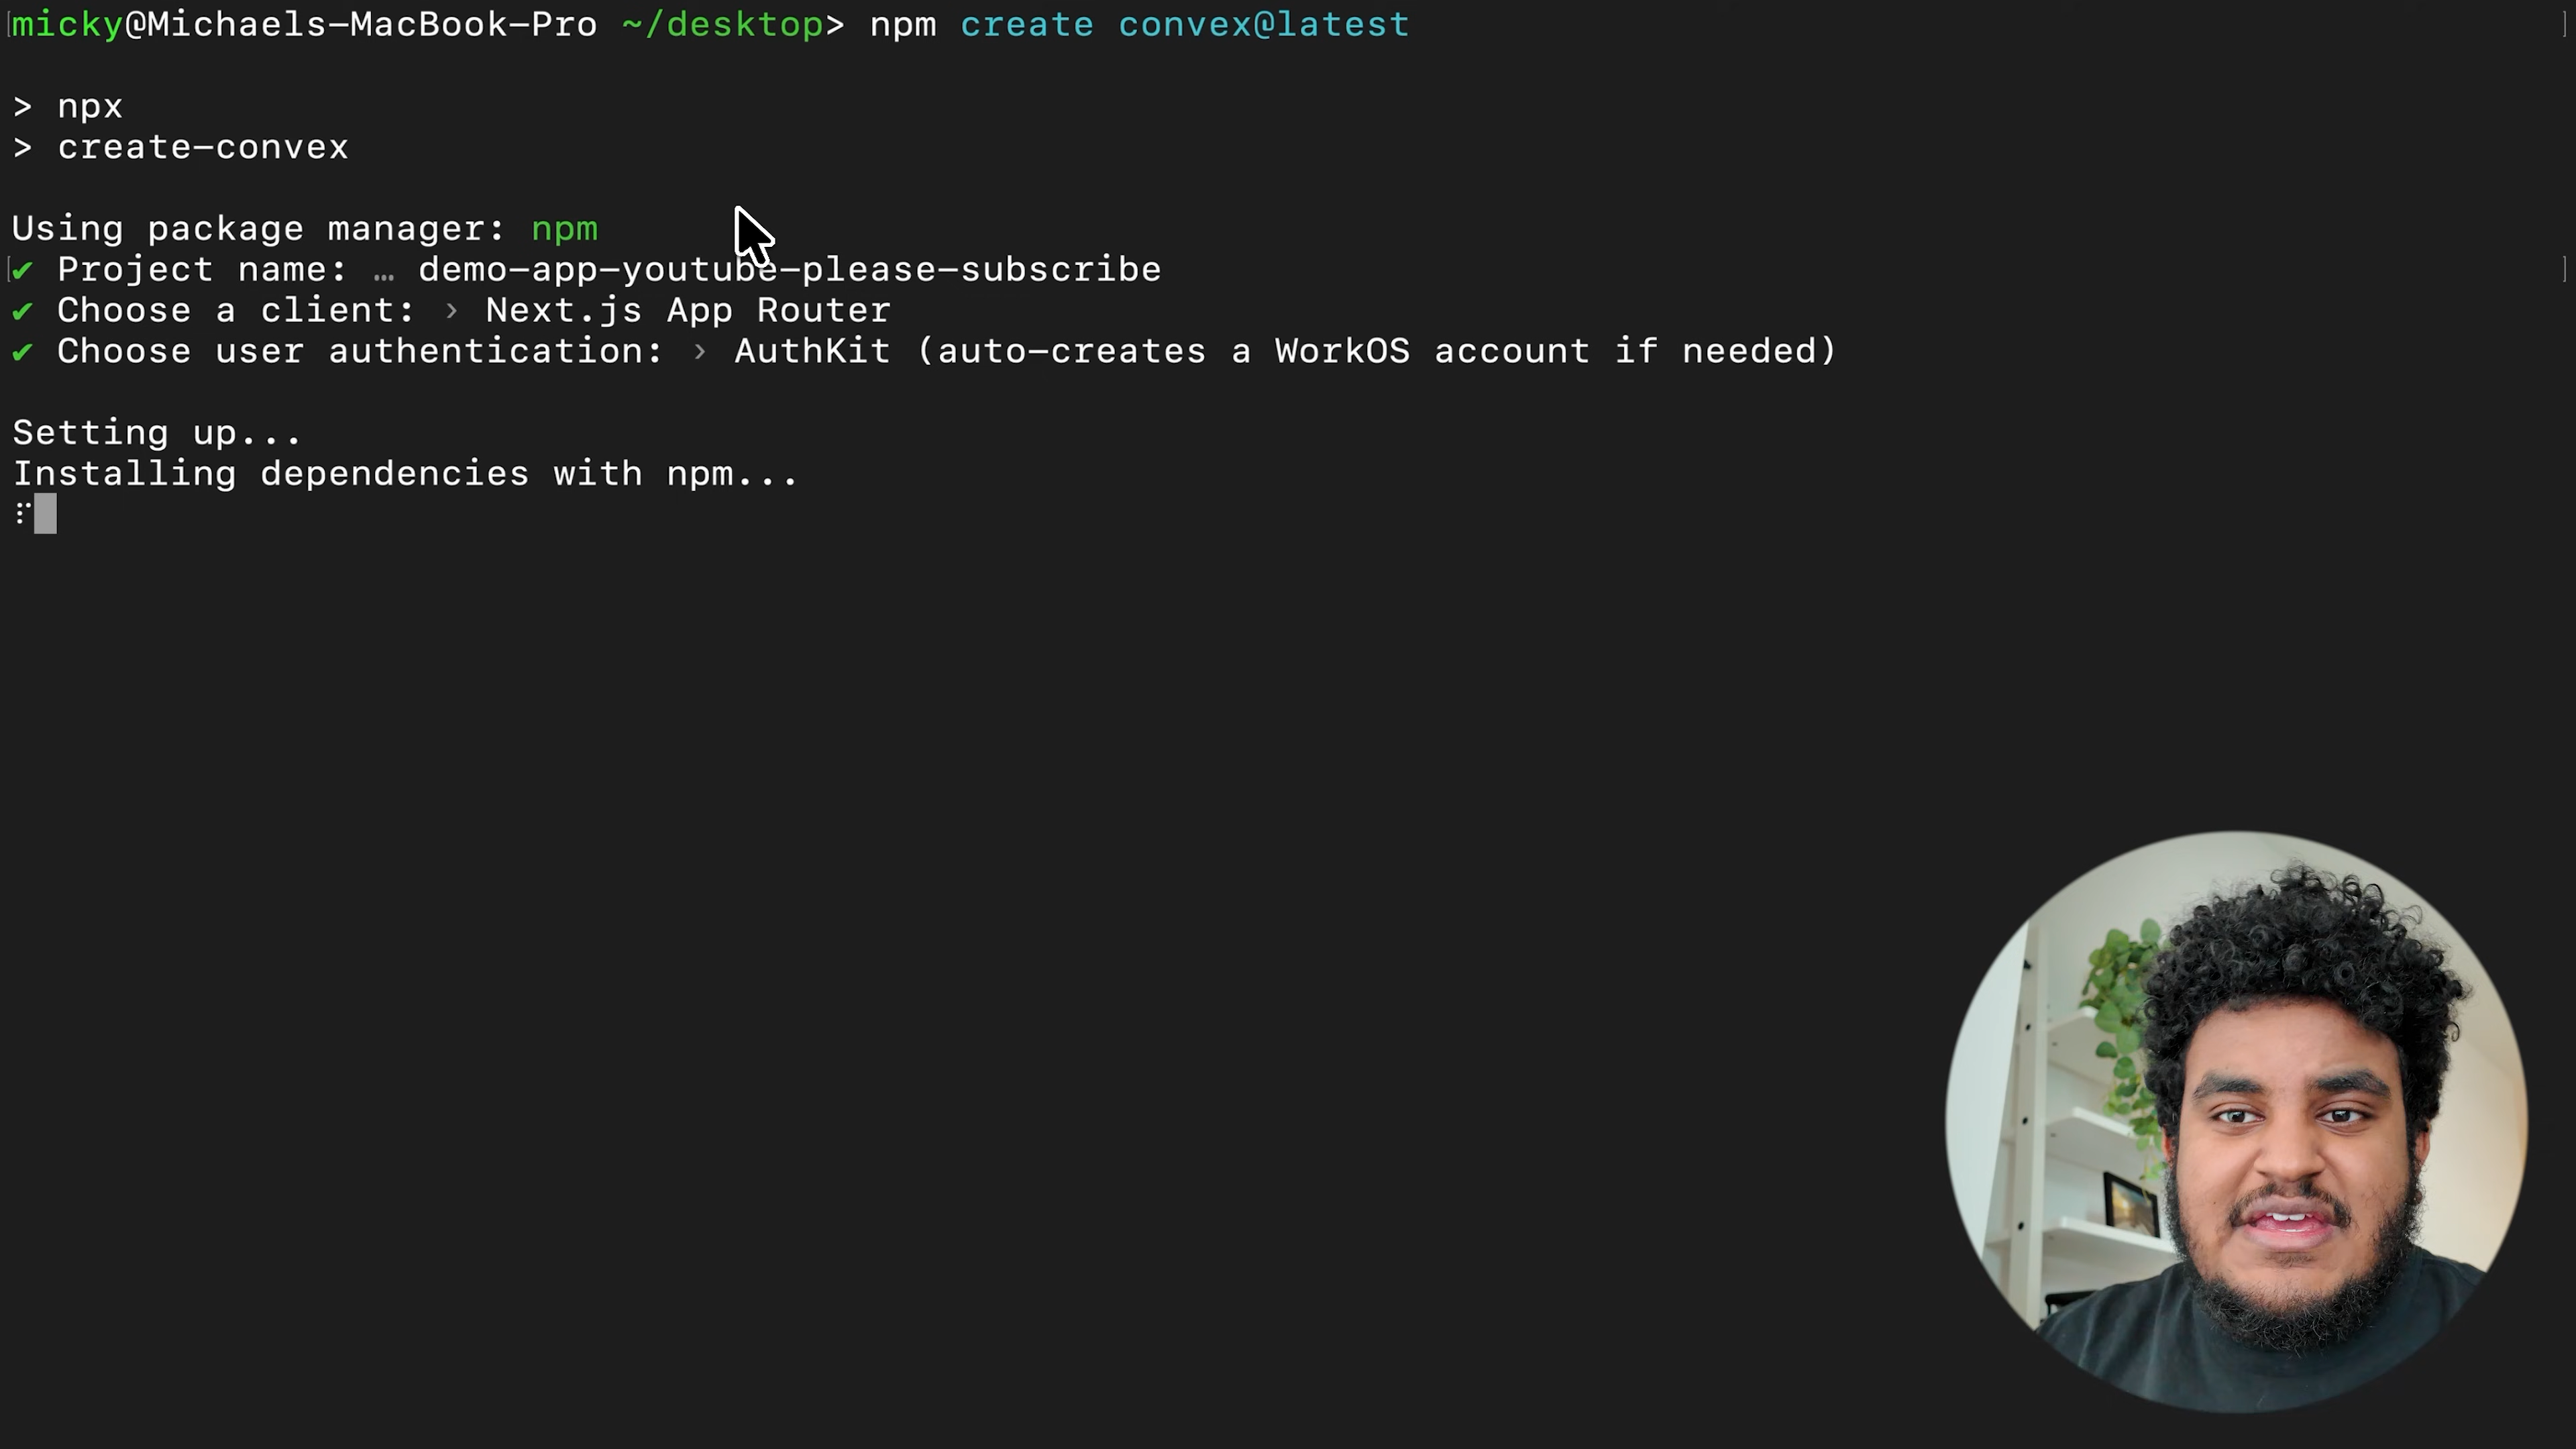 micky@Michaels-MacBook-Pro ~/desktop> npm create convex@latest
> npx
> create-convex
Using package manager: npm
✔ Project name: … demo-app-youtube-please-subscribe
✔ Choose a client: › Next.js App Router
✔ Choose user authentication: › AuthKit (auto-creates a WorkOS account if needed)
Setting up...
Installing dependencies with npm...